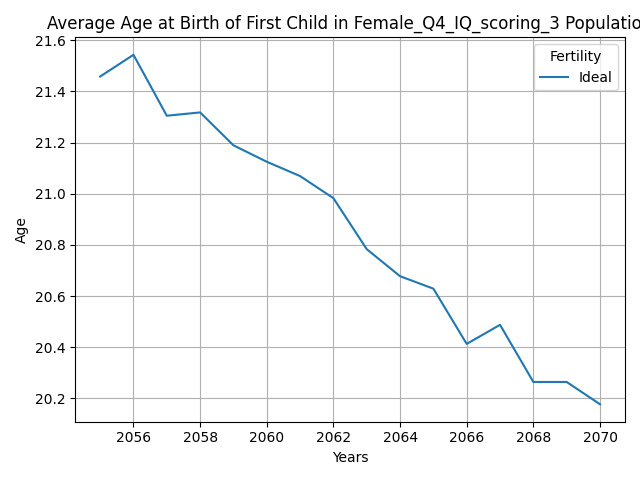 Average Age at Birth of First Child in Female_Q4_IQ_scoring_3 Populatio
21.6
21.4
21.2
21.0
20.8
20.6
20.4
20.2
Age
Fertility
Ideal
2056 2058 2060 2062 2064 2066 2068 2070
Years